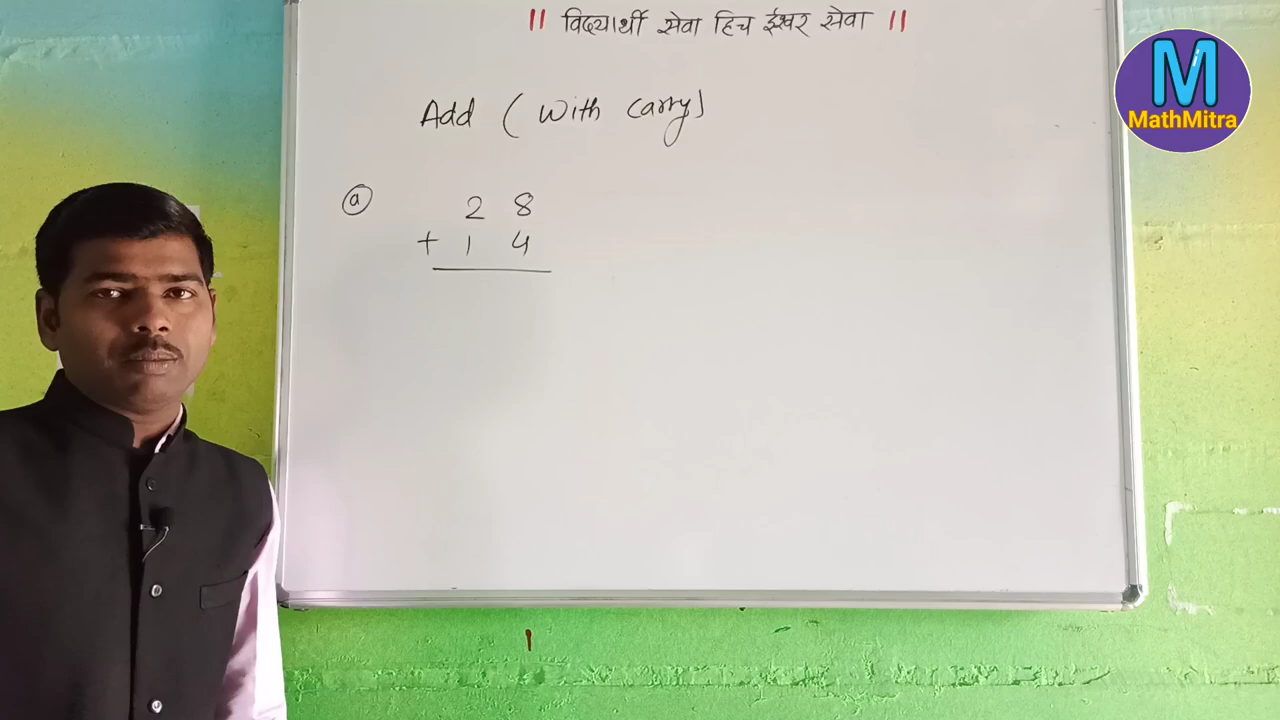 || विद्यार्थी सेवा हिच ईश्वर सेवा ||
M
MathMitra
Add (With Carry)
(a) 2 8
+ 1 4